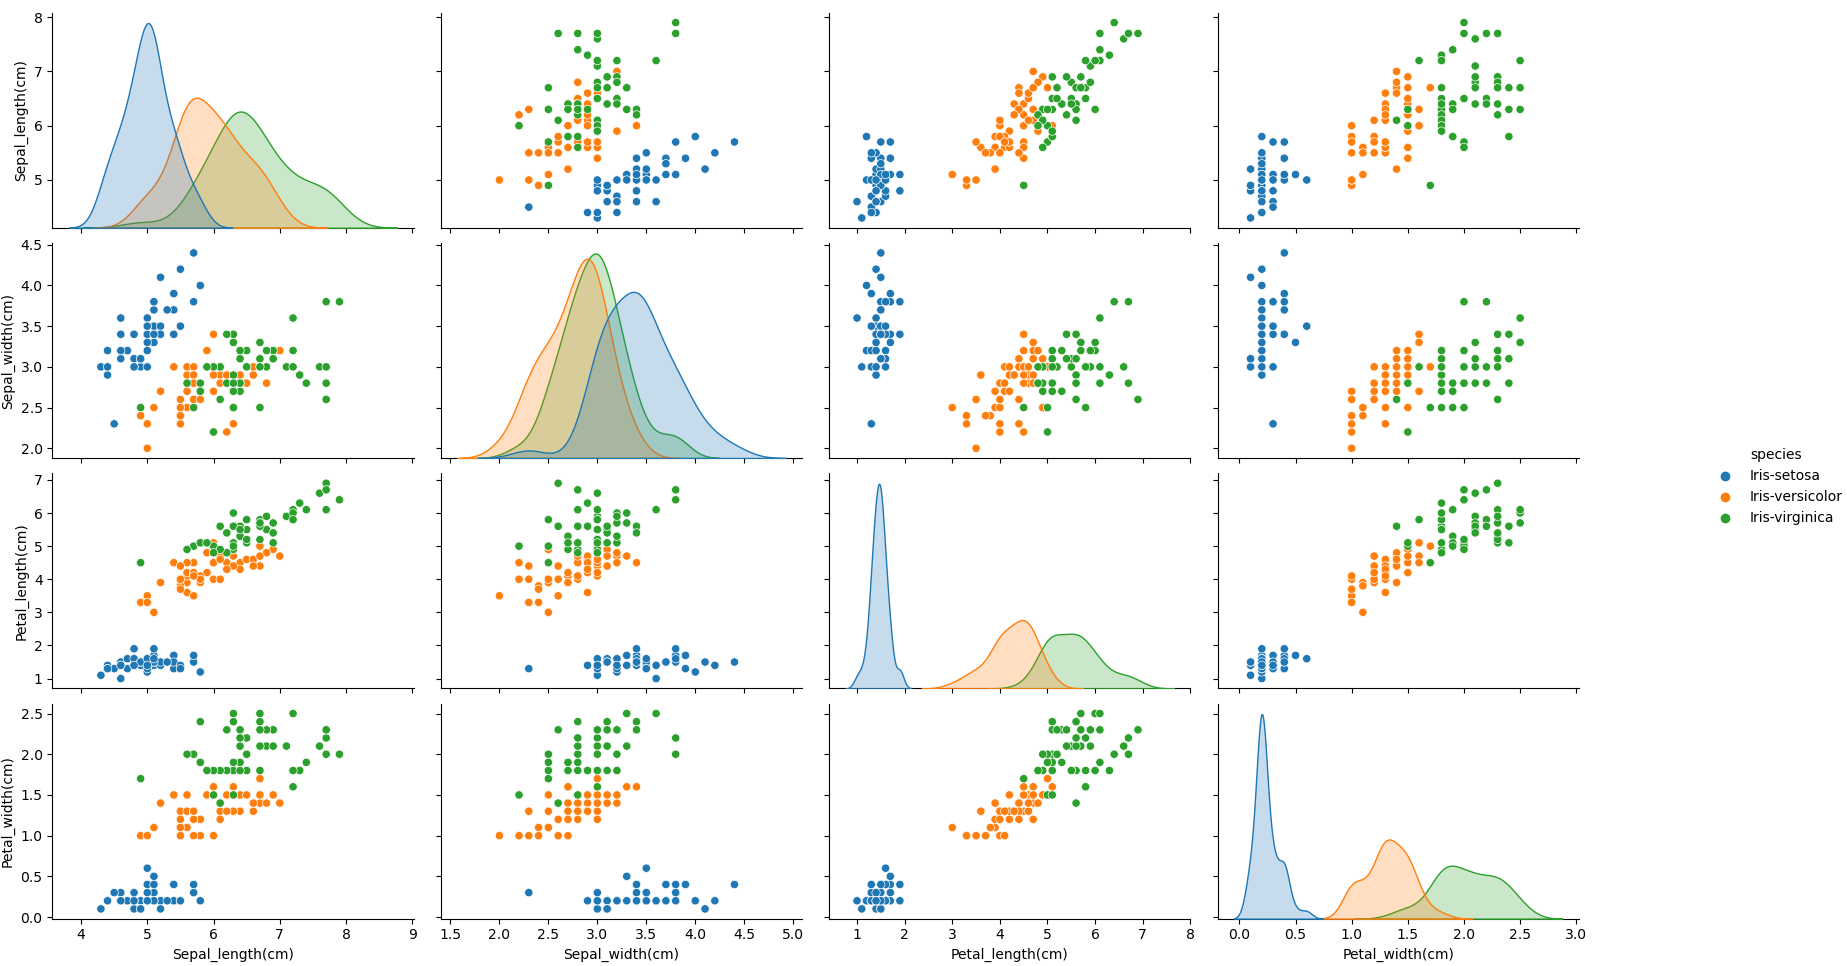 8
7
6
5
Sepal_length(cm)
4.5
4.0
3.5
3.0
2.5
2.0
Sepal_width(cm)
7
6
5
4
3
2
1
Petal_length(cm)
2.5
2.0
1.5
1.0
0.5
0.0
Petal_width(cm)
4 5 6 7 8 9
Sepal_length(cm)
1.5 2.0 2.5 3.0 3.5 4.0 4.5 5.0
Sepal_width(cm)
1 2 3 4 5 6 7 8
Petal_length(cm)
0.0 0.5 1.0 1.5 2.0 2.5 3.0
Petal_width(cm)
species
Iris-setosa
Iris-versicolor
Iris-virginica